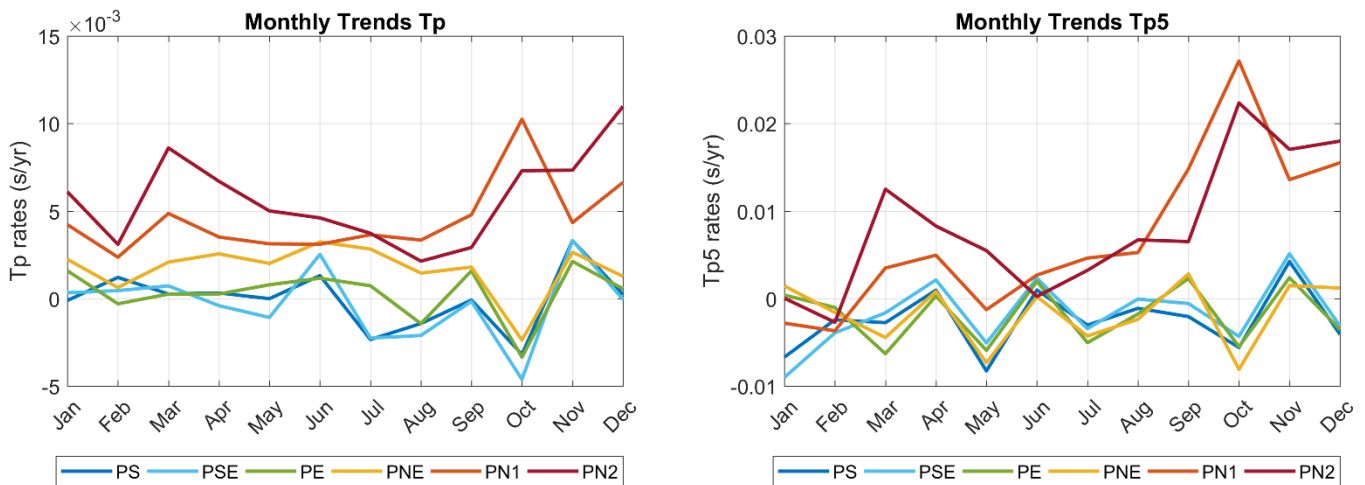 Monthly Trends Tp
×10⁻³
Tp rates (s/yr)
15
10
5
0
-5
Jan Feb Mar Apr May Jun Jul Aug Sep Oct Nov Dec
PS PSE PE PNE PN1 PN2
Monthly Trends Tp5
Tp5 rates (s/yr)
0.03
0.02
0.01
0
-0.01
Jan Feb Mar Apr May Jun Jul Aug Sep Oct Nov Dec
PS PSE PE PNE PN1 PN2